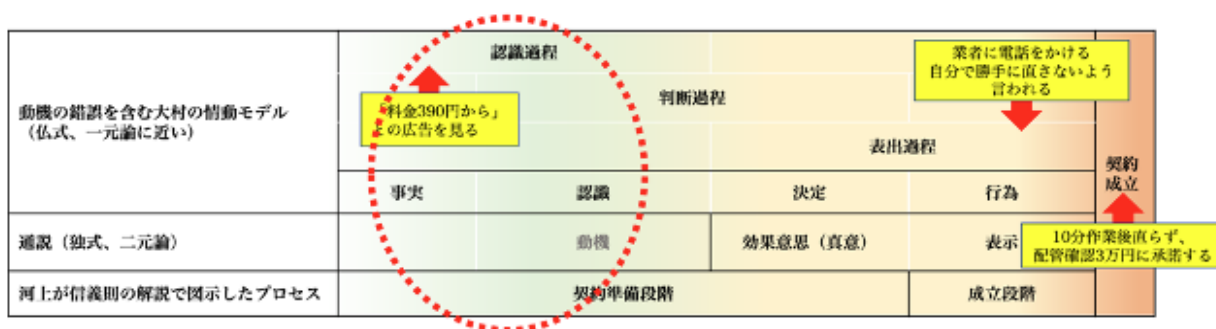 認識過程
業者に電話をかける
自分で勝手に直さないよう
言われる
動機の錯誤を含む大村の情動モデル
（仏式、一元論に近い）
「料金390円から」
の広告を見る
判断過程
表出過程
契約
成立
事実
認識
決定
行為
通説（独式、二元論）
動機
効果意思（真意）
表示
10分作業後直らず、
配管確認3万円に承諾する
河上が信義則の解説で図示したプロセス
契約準備段階
成立段階